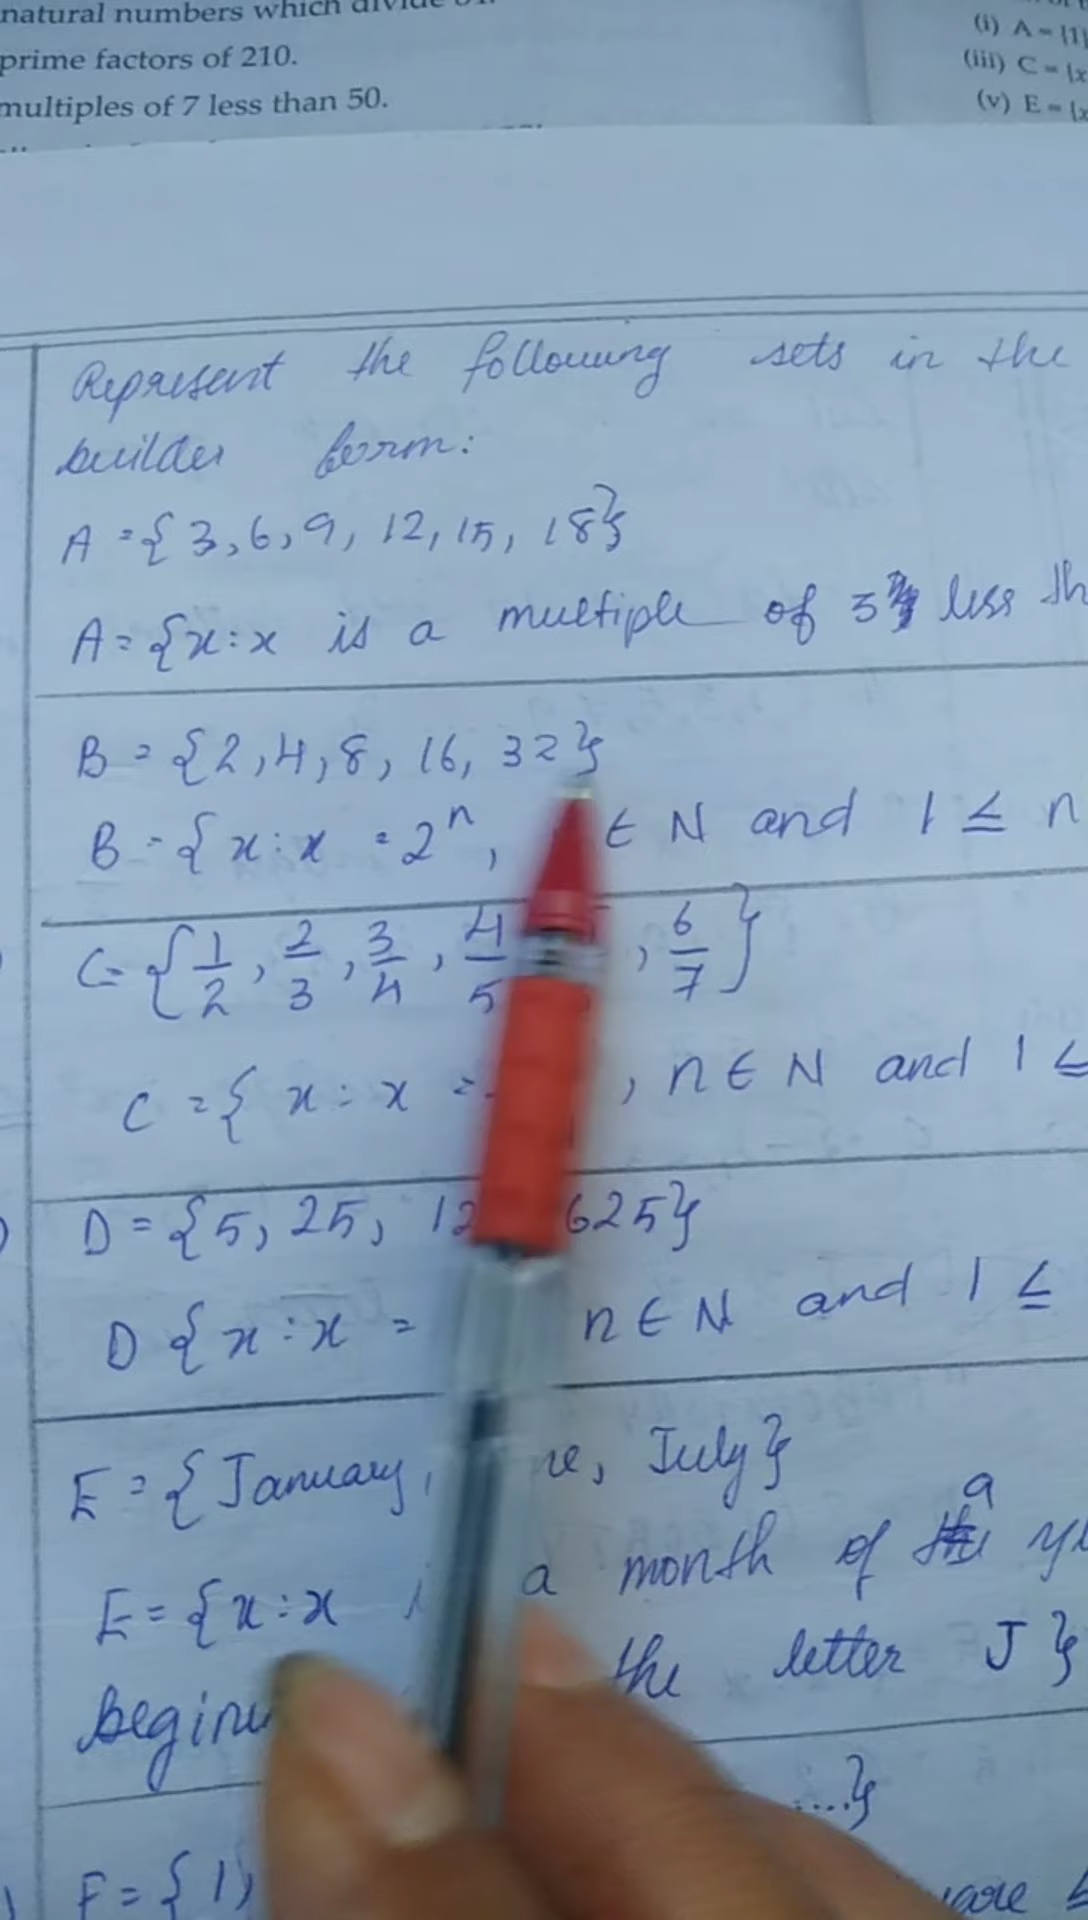 natural numbers which divide
prime factors of 210.
multiples of 7 less than 50.
(i) A = {1}
(iii) C = {x
(v) E = {x
Represent the following sets in the
builder form:
A = { 3, 6, 9, 12, 15, 18}
A = {x : x is a multiple of 3 less th
B = {2, 4, 8, 16, 32}
B = {x : x = 2ⁿ, ∈ N and 1 ≤ n
C = {1/2, 2/3, 3/4, 4/5 , 6/7}
C = { x : x = , n ∈ N and 1 ≤
D = {5, 25, 12 625}
D { x : x = n ∈ N and 1 ≤
E = {January, ne, July}
E = {x : x a month of a
the letter J}
....}
F = { 1,